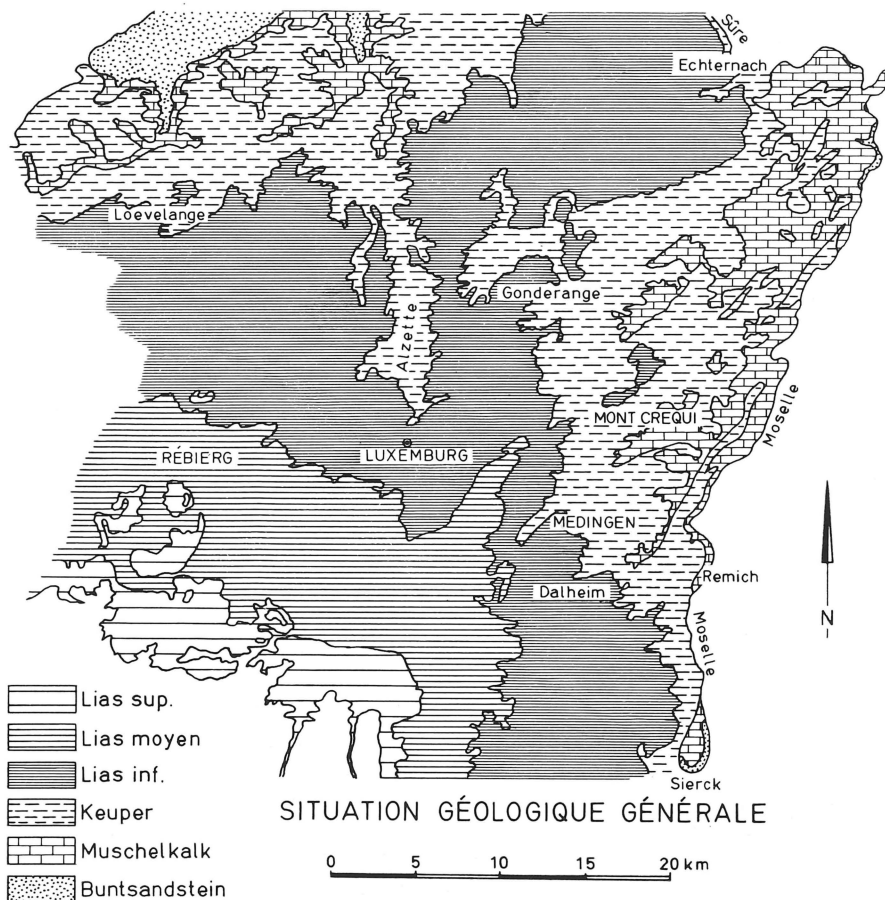 Sûre
Echternach
Loevelange
Gonderange
Alzette
Moselle
MONT CREQUI
LUXEMBURG
RÉBIERG
MEDINGEN
Remich
Dalheim
N
Moselle
Lias sup.
Lias moyen
Lias inf.
Keuper
Muschelkalk
Buntsandstein
Sierck
SITUATION GÉOLOGIQUE GÉNÉRALE
0 5 10 15 20 km